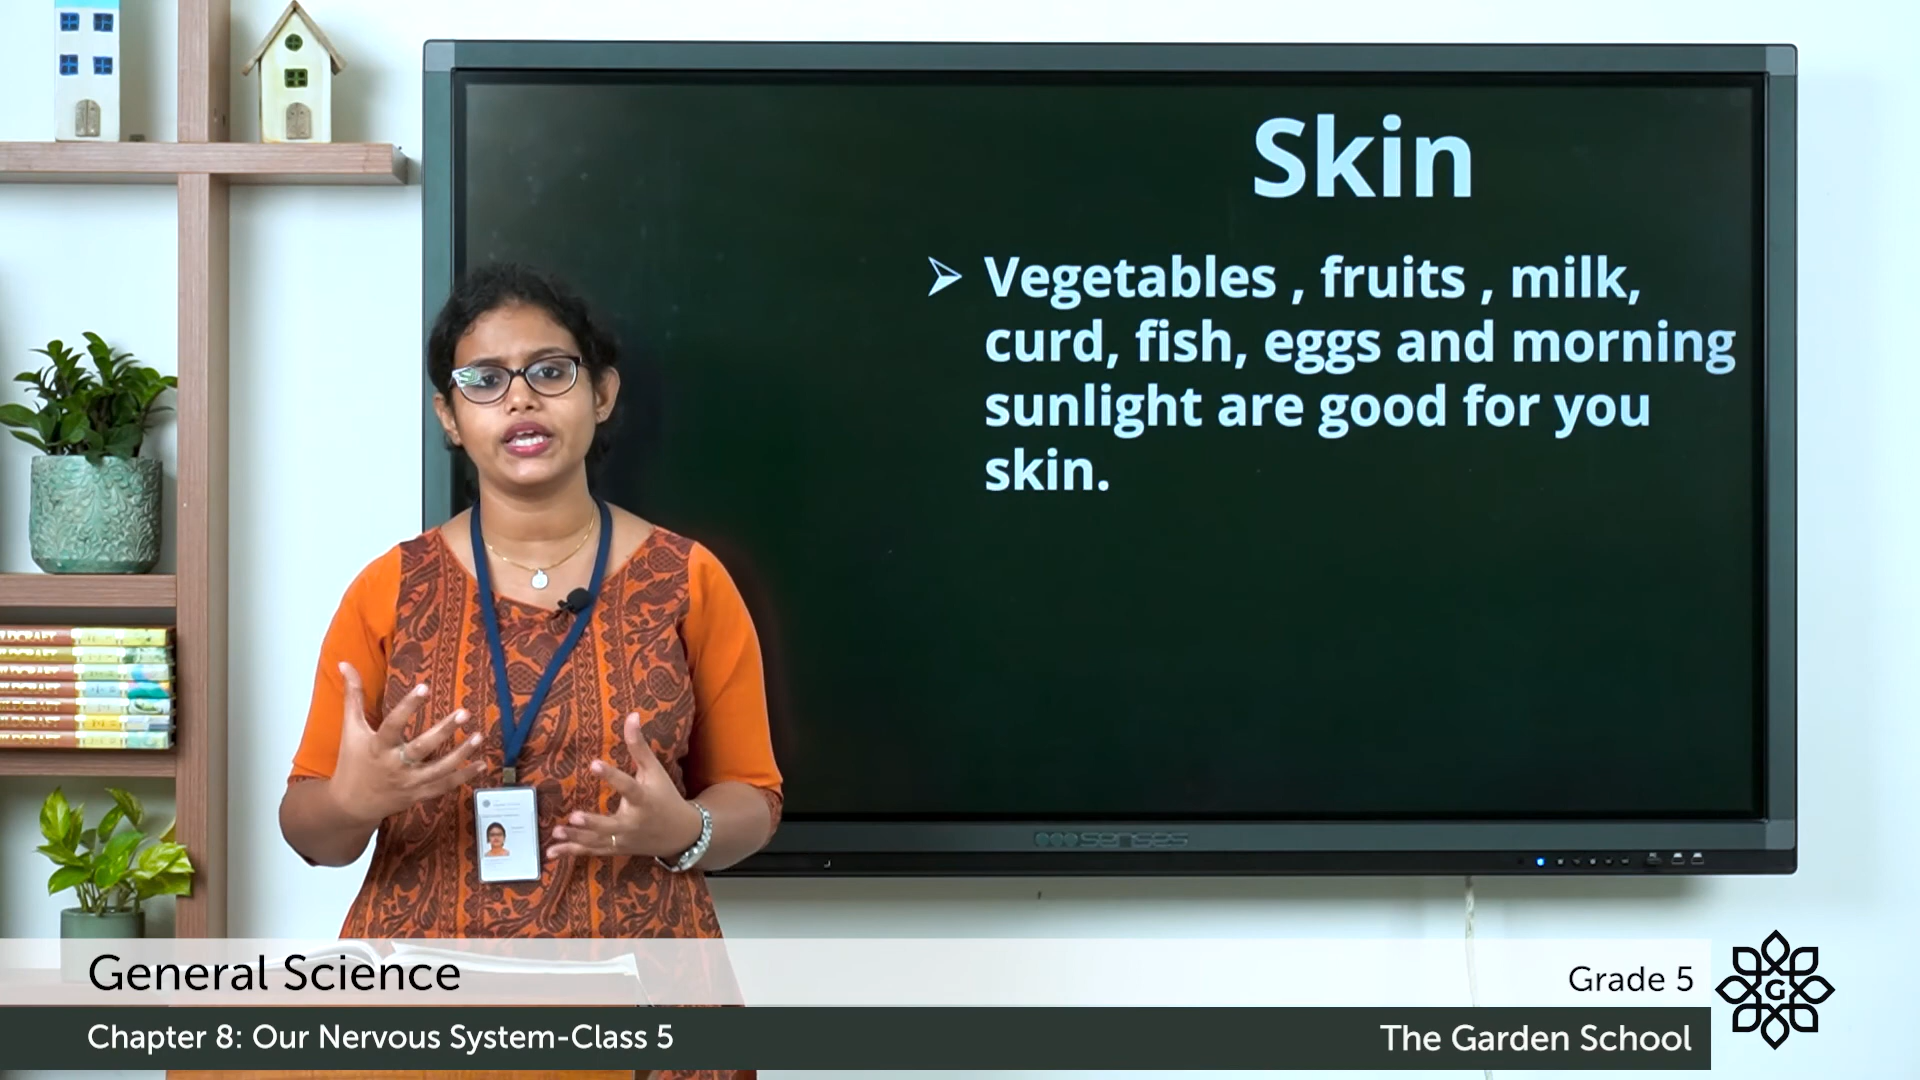 Skin
➢ Vegetables , fruits , milk,
curd, fish, eggs and morning
sunlight are good for you
skin.
senses
General Science
Grade 5
G
Chapter 8: Our Nervous System-Class 5
The Garden School